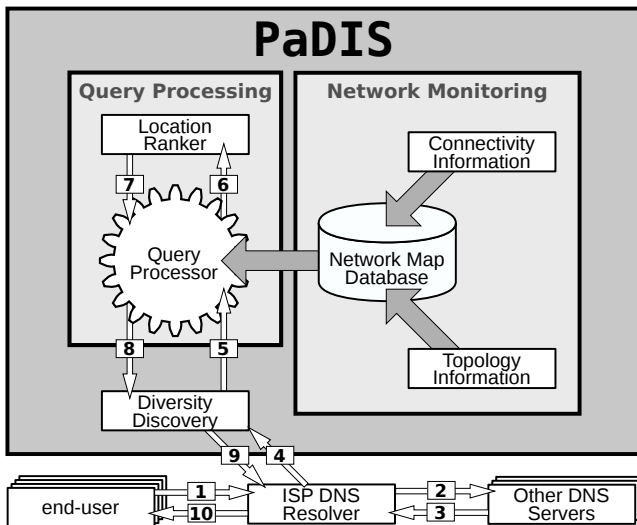 PaDIS
Query Processing
Network Monitoring
Location
Ranker
Connectivity
Information
7
6
Query
Processor
Network Map
Database
8
5
Topology
Information
Diversity
Discovery
9
4
end-user
1
10
ISP DNS
Resolver
2
3
Other DNS
Servers